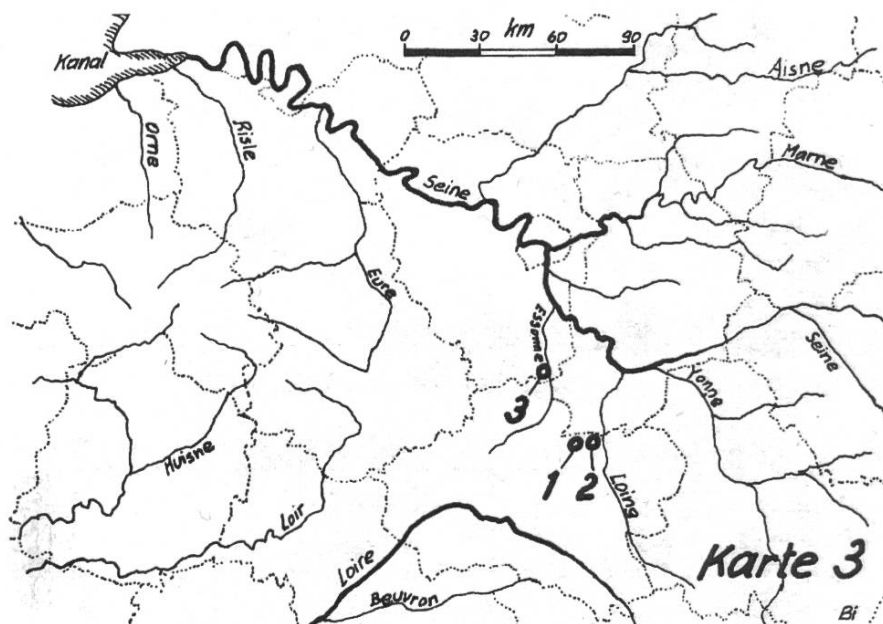 km
0 30 60 90
Kanal
Aisne
Orne
Risle
Marne
Seine
Eure
Essonne
Seine
Yonne
3
Huisne
1 2
Loing
Loir
Loire
Karte 3
Beuvron
Bi